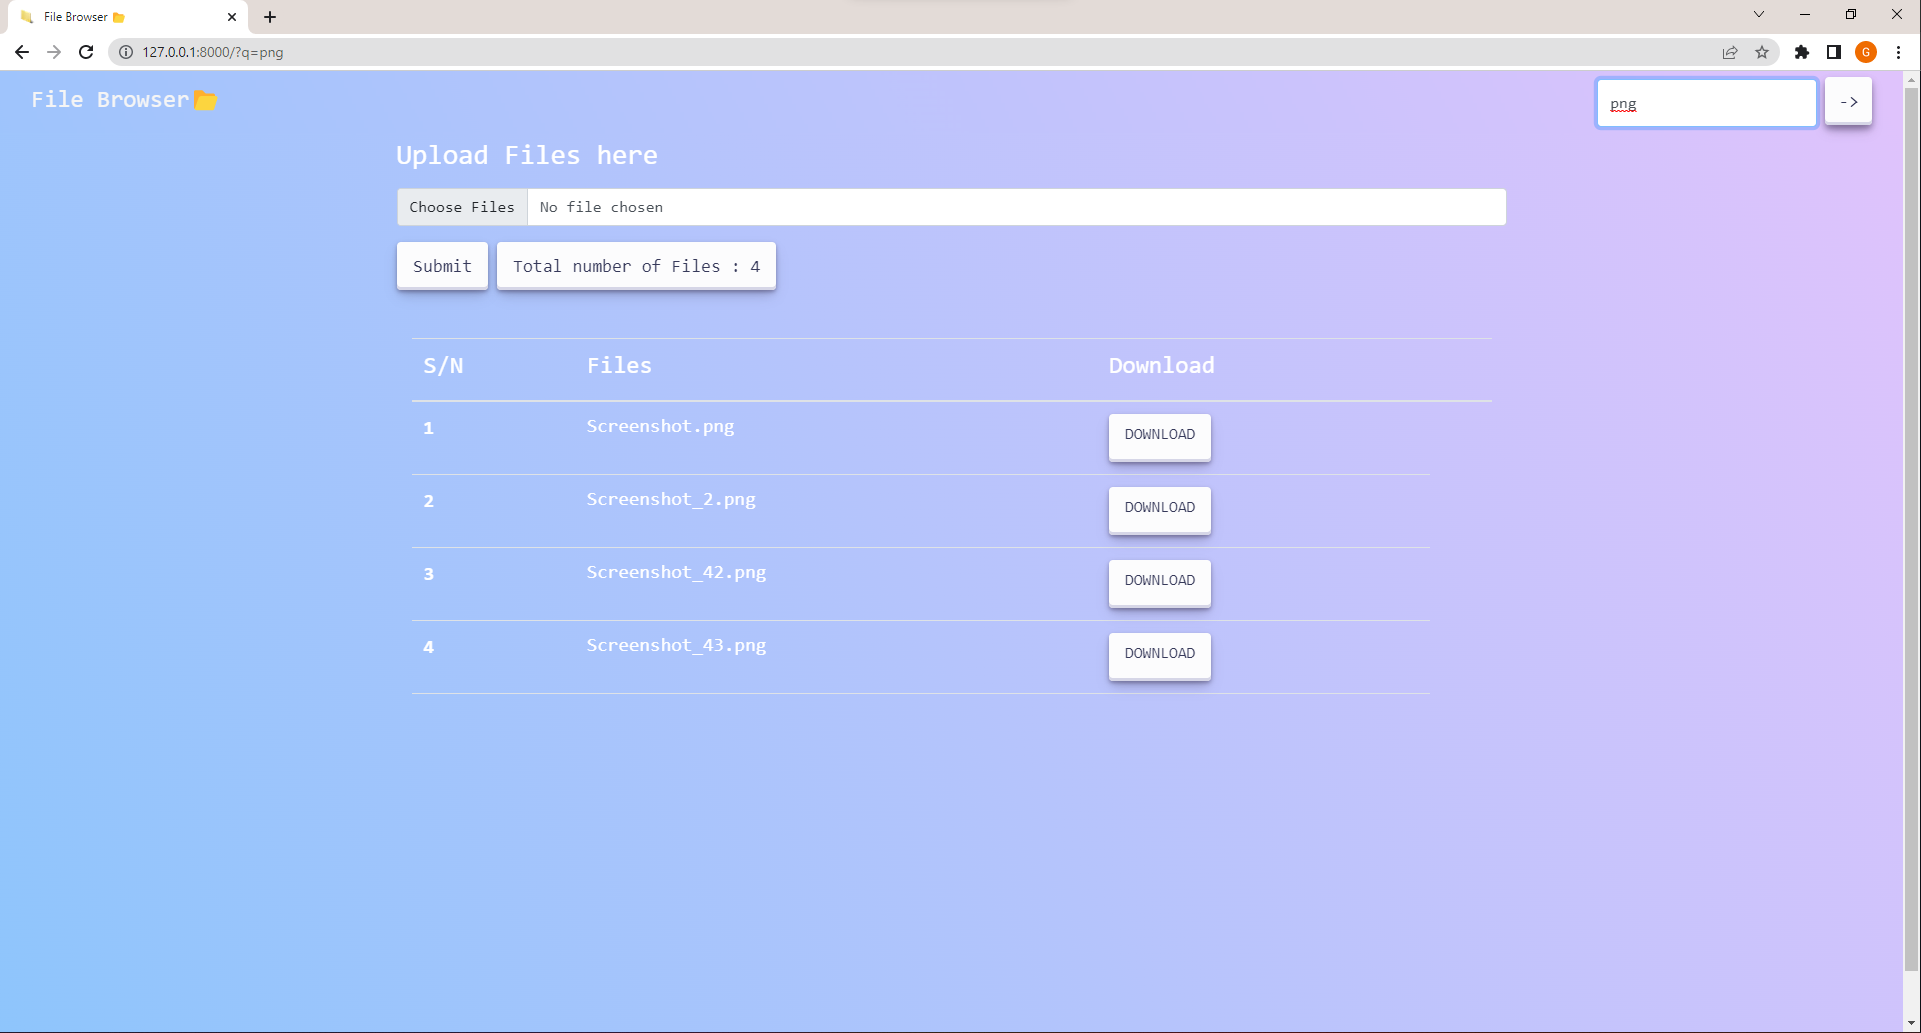 File Browser 📂
127.0.0.1:8000/?q=png
G
File Browser📂
png
->
Upload Files here
Choose Files No file chosen
Submit Total number of Files : 4
S/N Files Download
1 Screenshot.png DOWNLOAD
2 Screenshot_2.png DOWNLOAD
3 Screenshot_42.png DOWNLOAD
4 Screenshot_43.png DOWNLOAD